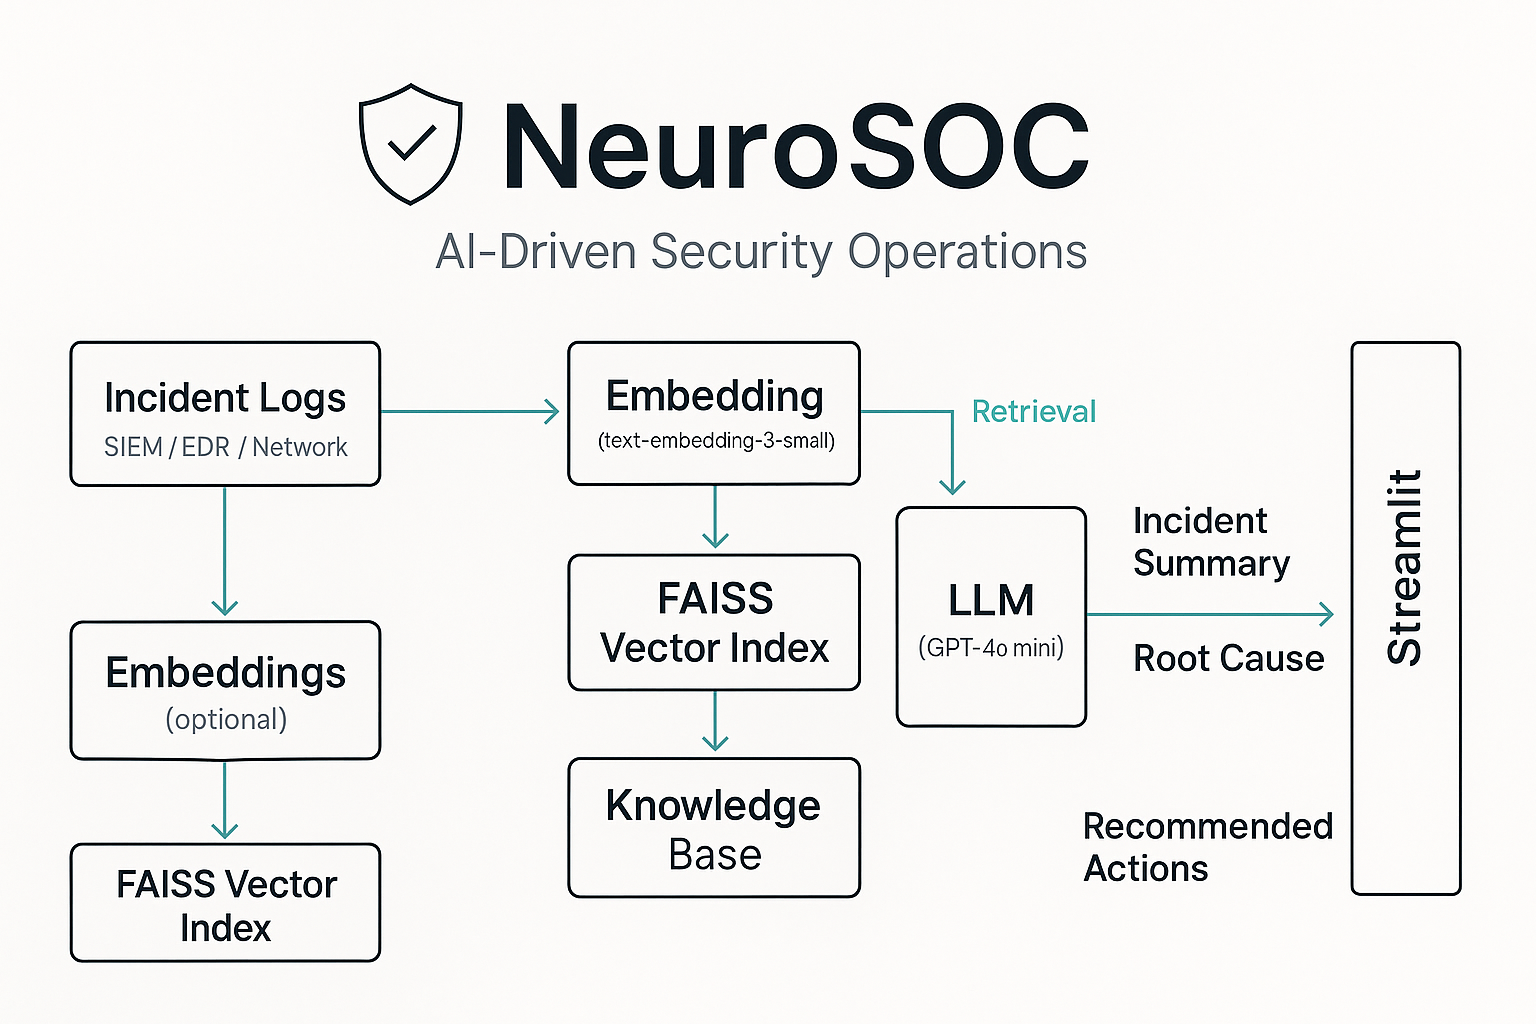 NeuroSOC
AI-Driven Security Operations
Incident Logs
SIEM / EDR / Network
Embeddings
(optional)
FAISS Vector
Index
Embedding
(text-embedding-3-small)
FAISS
Vector Index
Knowledge
Base
Retrieval
LLM
(GPT-4o mini)
Incident
Summary
Root Cause
Recommended
Actions
Streamlit